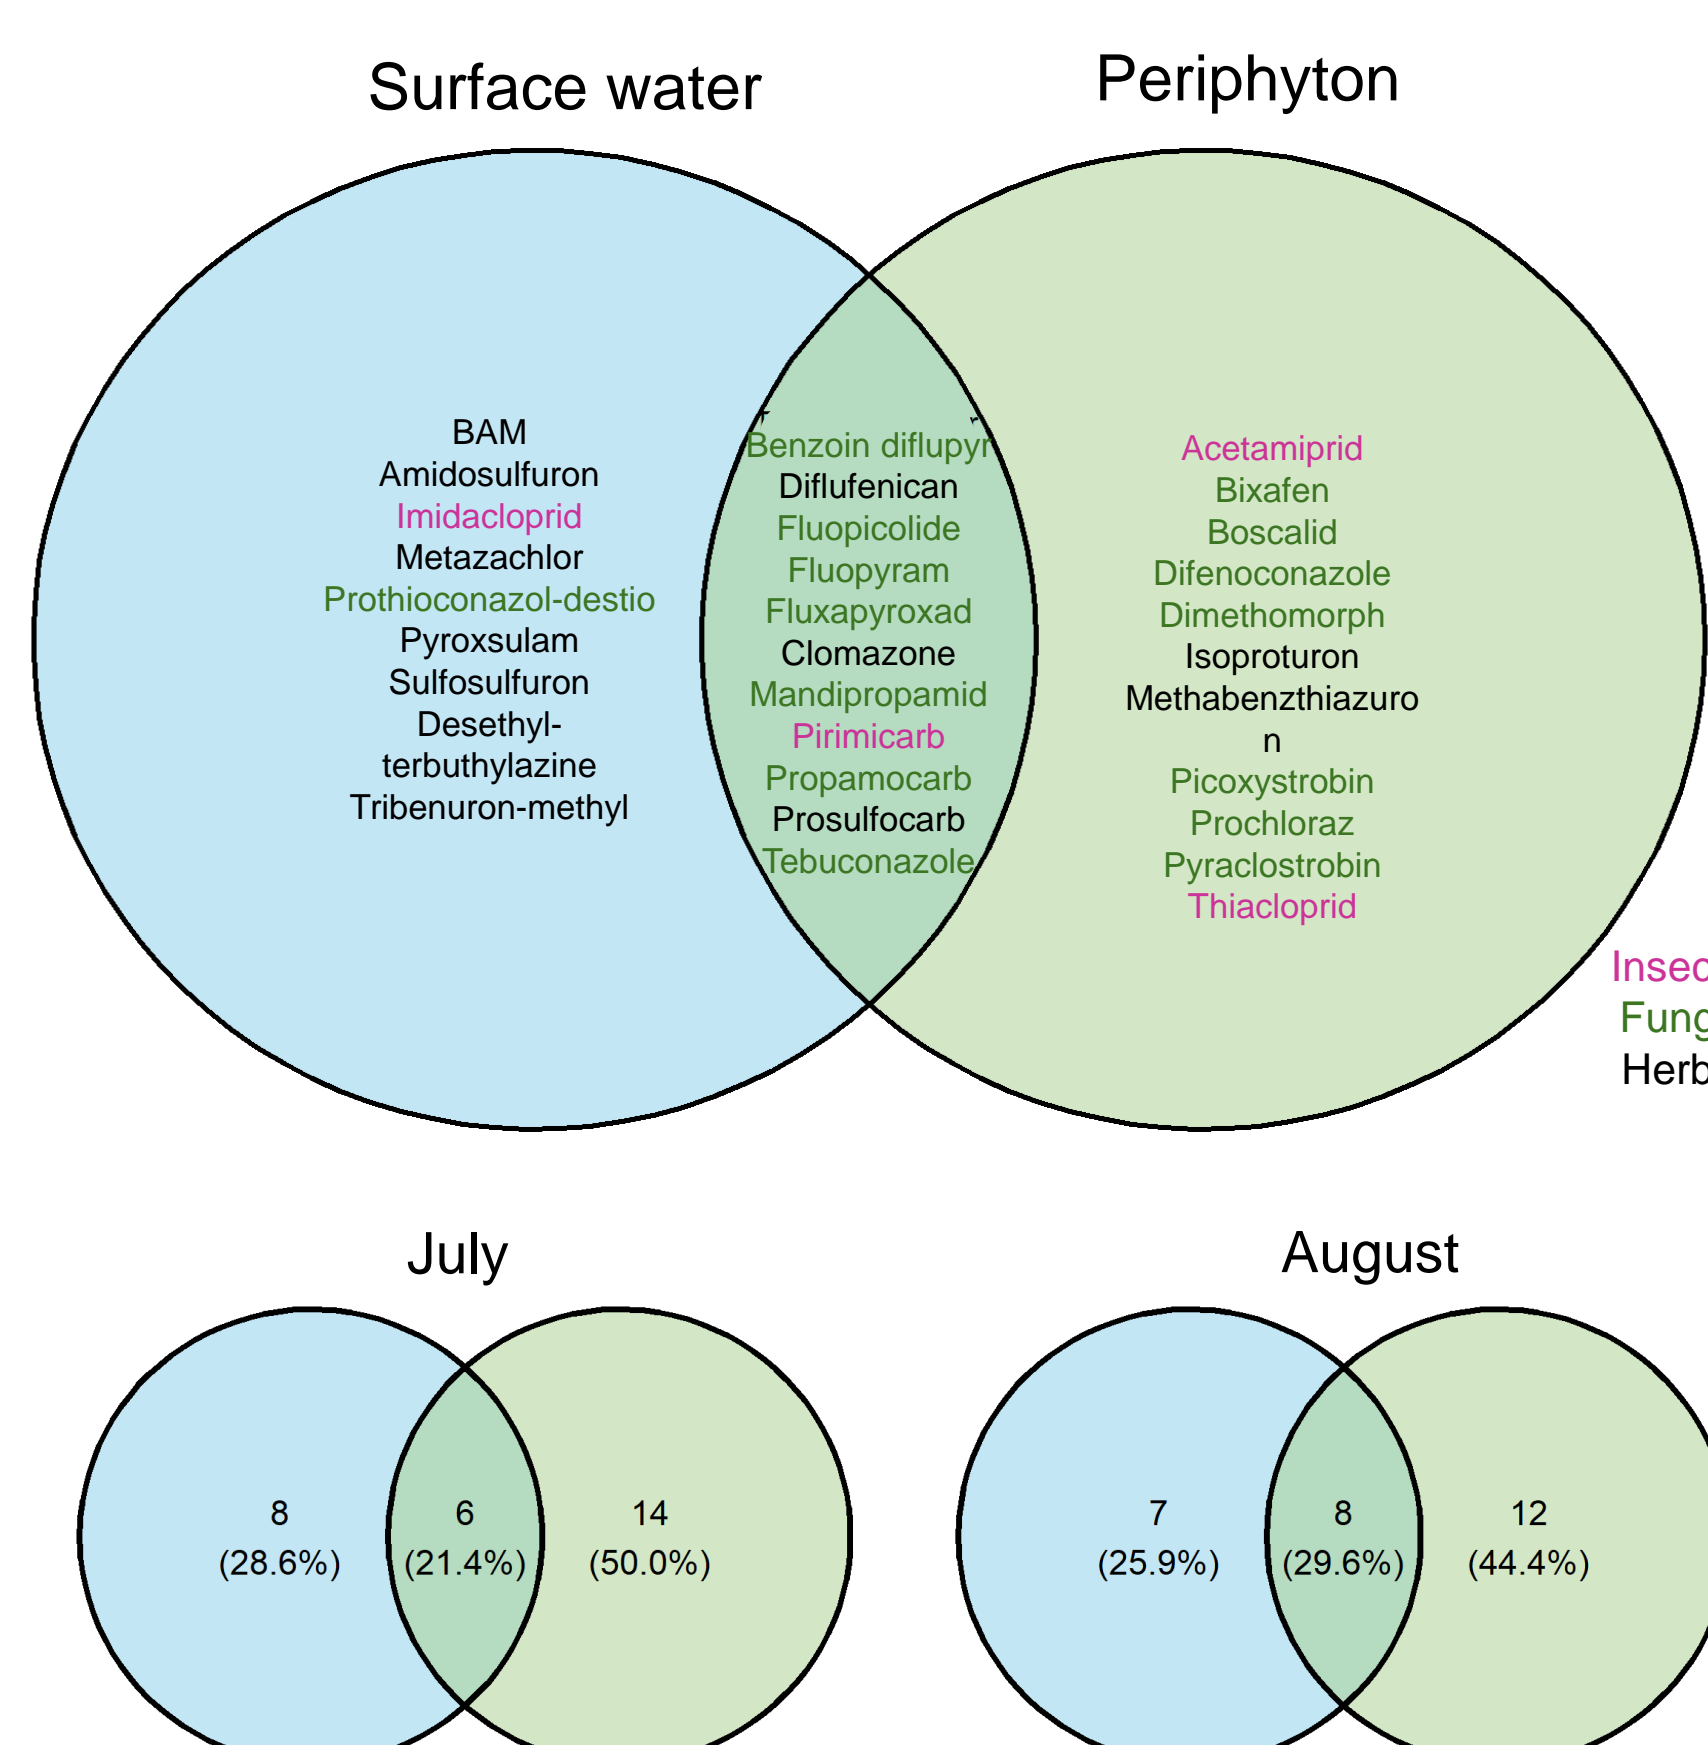 Surface water
Periphyton
BAM
Amidosulfuron
Imidacloprid
Metazachlor
Prothioconazol-destio
Pyroxsulam
Sulfosulfuron
Desethyl-
terbuthylazine
Tribenuron-methyl
Benzoin diflupyr
Diflufenican
Fluopicolide
Fluopyram
Fluxapyroxad
Clomazone
Mandipropamid
Pirimicarb
Propamocarb
Prosulfocarb
Tebuconazole
Acetamiprid
Bixafen
Boscalid
Difenoconazole
Dimethomorph
Isoproturon
Methabenzthiazuro
n
Picoxystrobin
Prochloraz
Pyraclostrobin
Thiacloprid
Insec
Fung
Herb
July
8
(28.6%)
6
(21.4%)
14
(50.0%)
August
7
(25.9%)
8
(29.6%)
12
(44.4%)